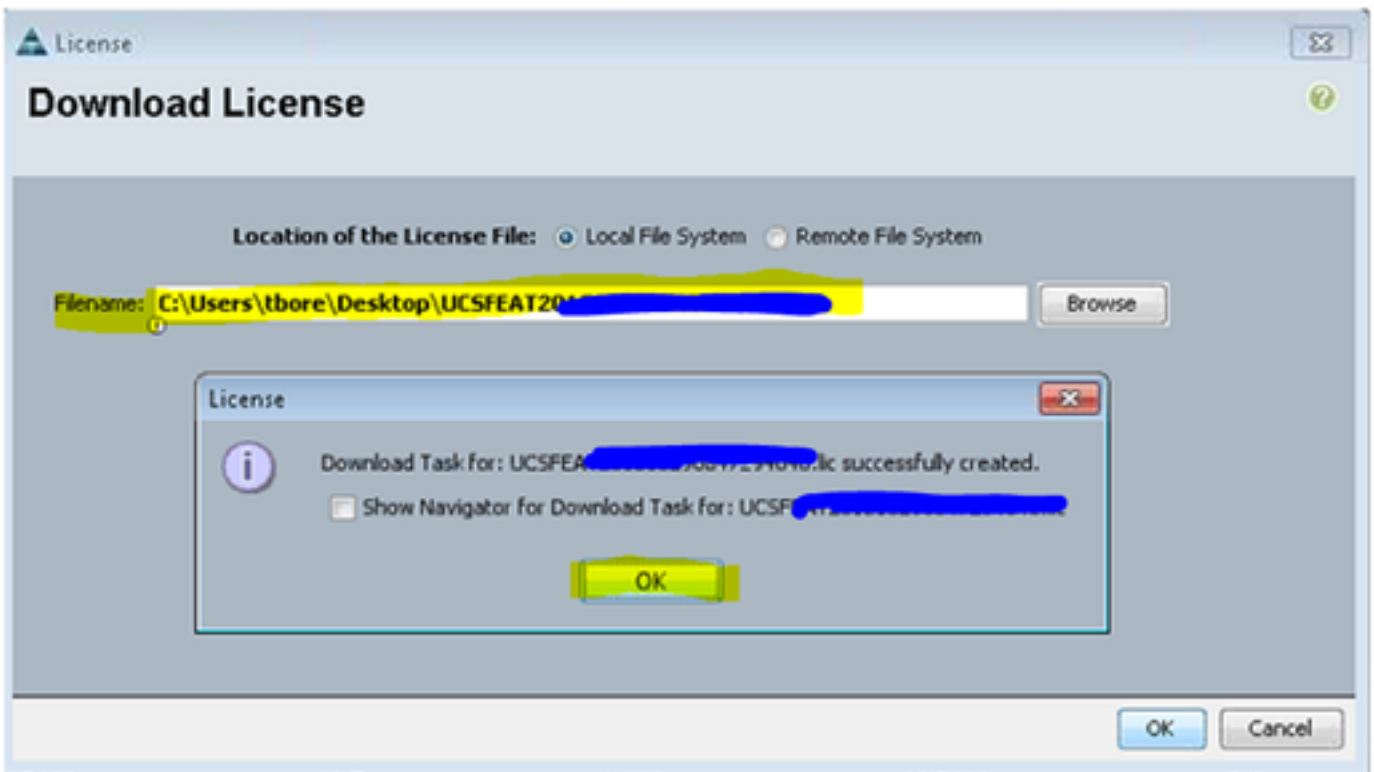 License
Download License
Location of the License File: Local File System Remote File System
Filename: C:\Users\tbore\Desktop\UCSFEAT20 Browse
License
Download Task for: UCSFEA .lic successfully created.
Show Navigator for Download Task for: UCSF
OK
OK Cancel